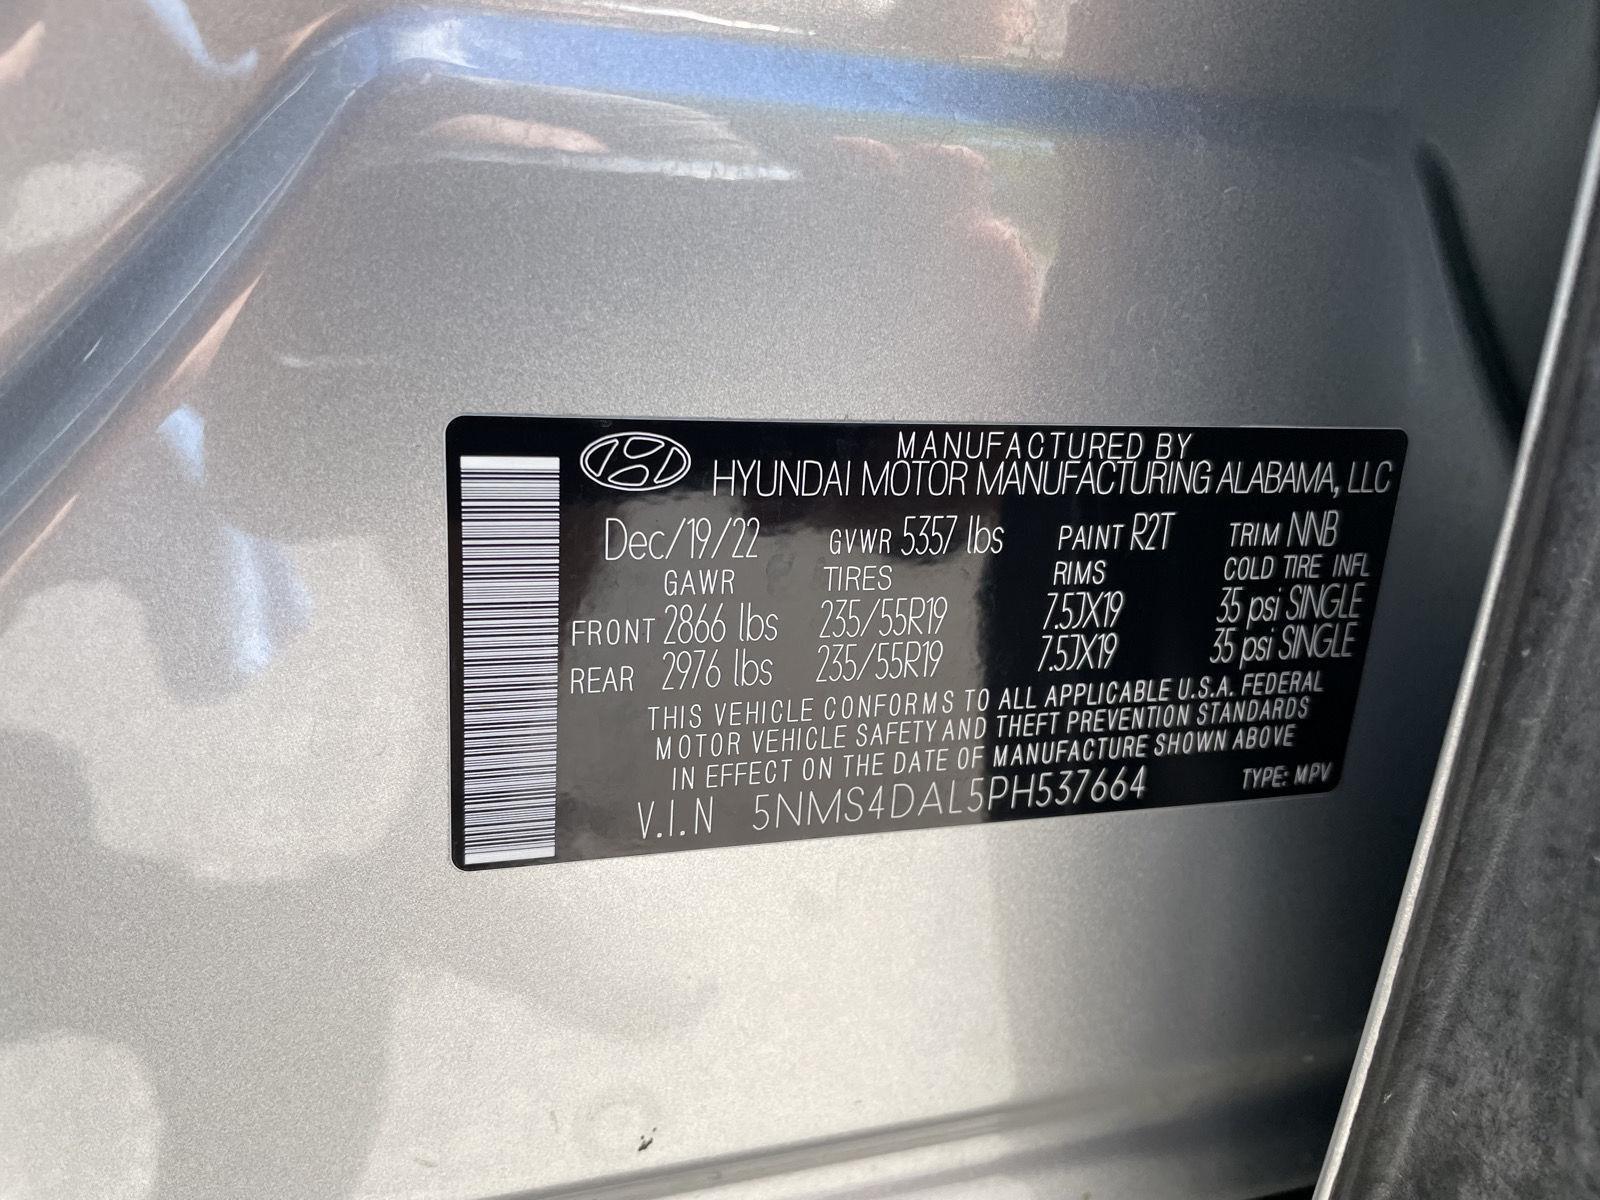 MANUFACTURED BY
HYUNDAI MOTOR MANUFACTURING ALABAMA, LLC
Dec/19/22 GVWR 5357 lbs PAINT R2T TRIM NNB
GAWR TIRES RIMS COLD TIRE INFL
FRONT 2866 lbs 235/55R19 7.5JX19 35 psi SINGLE
REAR 2976 lbs 235/55R19 7.5JX19 35 psi SINGLE
THIS VEHICLE CONFORMS TO ALL APPLICABLE U.S.A. FEDERAL
MOTOR VEHICLE SAFETY AND THEFT PREVENTION STANDARDS
IN EFFECT ON THE DATE OF MANUFACTURE SHOWN ABOVE
V.I.N 5NMS4DAL5PH537664 TYPE: MPV